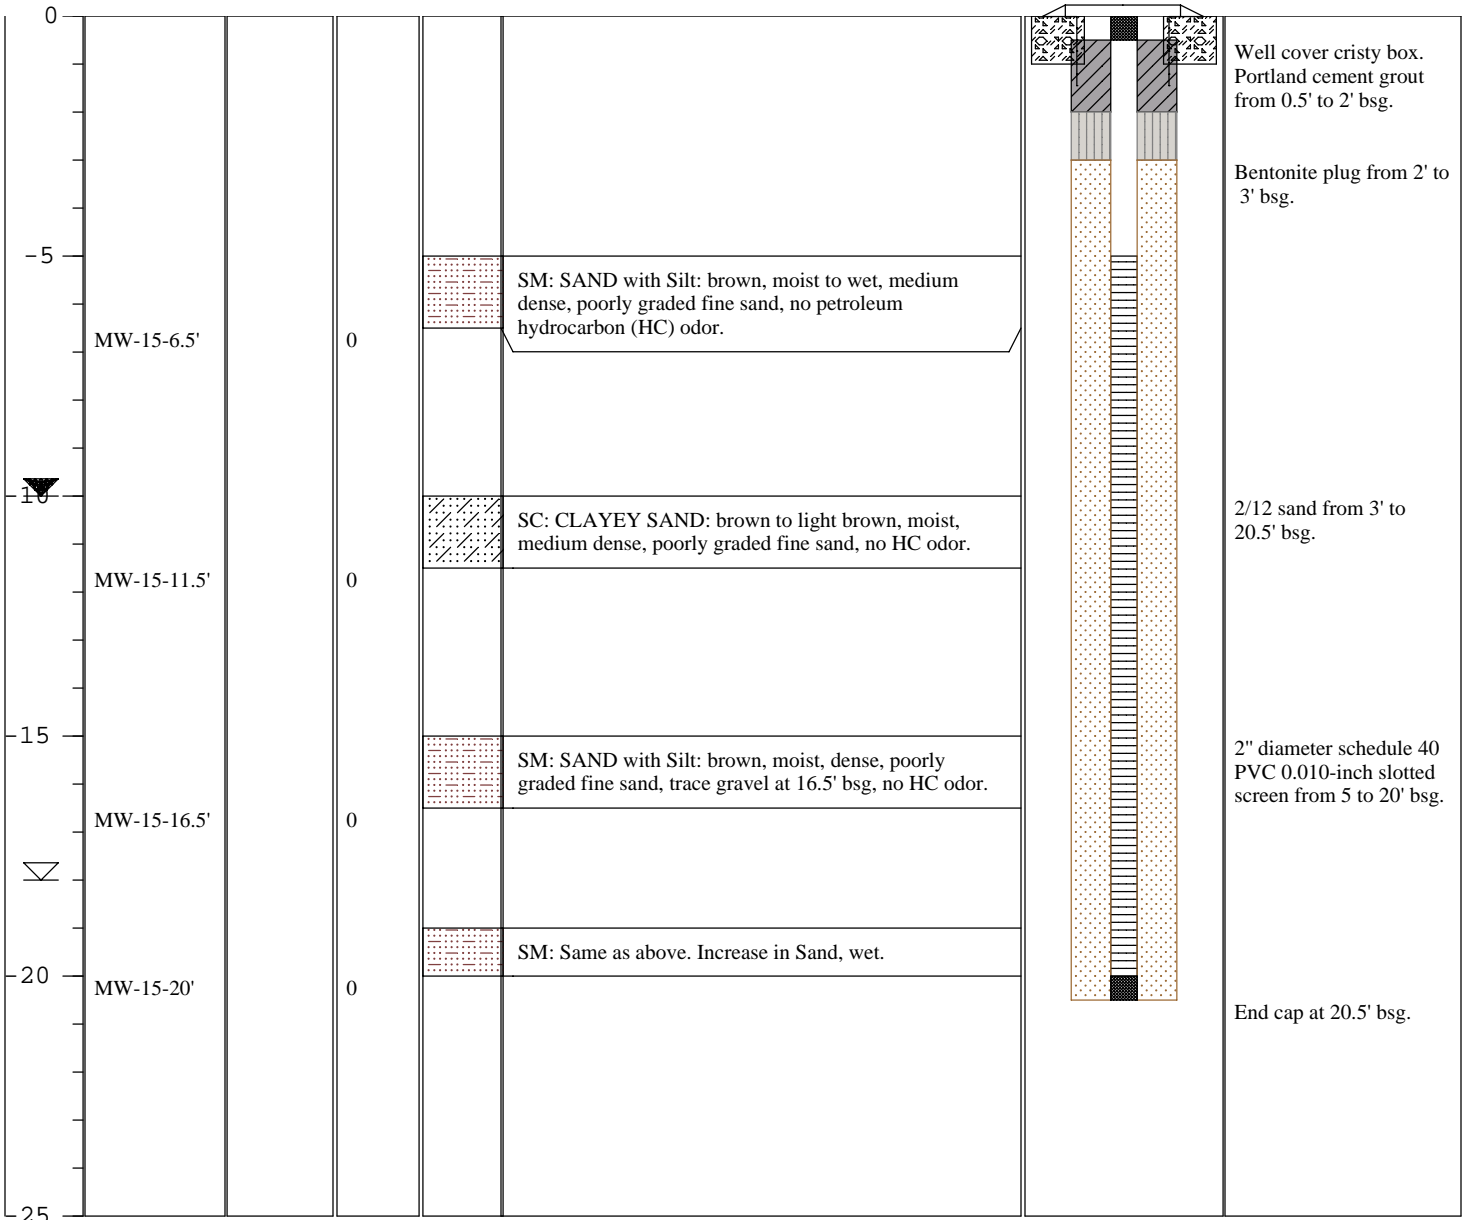 0
Well cover cristy box.
Portland cement grout
from 0.5' to 2' bsg.
Bentonite plug from 2' to
3' bsg.
-5
SM: SAND with Silt: brown, moist to wet, medium
dense, poorly graded fine sand, no petroleum
hydrocarbon (HC) odor.
MW-15-6.5'
0
-10
SC: CLAYEY SAND: brown to light brown, moist,
medium dense, poorly graded fine sand, no HC odor.
2/12 sand from 3' to
20.5' bsg.
MW-15-11.5'
0
-15
SM: SAND with Silt: brown, moist, dense, poorly
graded fine sand, trace gravel at 16.5' bsg, no HC odor.
2" diameter schedule 40
PVC 0.010-inch slotted
screen from 5 to 20' bsg.
MW-15-16.5'
0
SM: Same as above. Increase in Sand, wet.
-20
MW-15-20'
0
End cap at 20.5' bsg.
-25